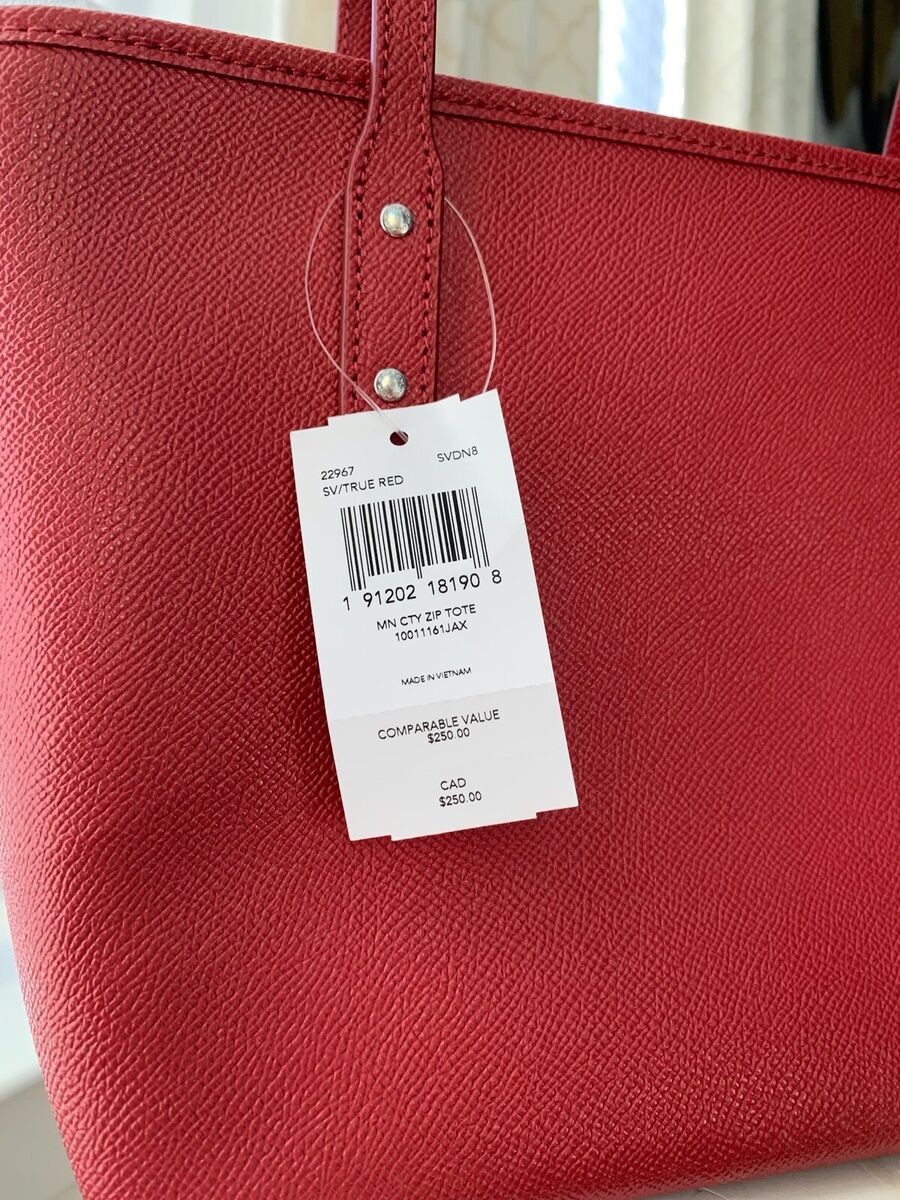 22967 SVDN8
SV/TRUE RED
1 91202 18190 8
MN CTY ZIP TOTE
10011161JAX
MADE IN VIETNAM
COMPARABLE VALUE
$250.00
CAD
$250.00